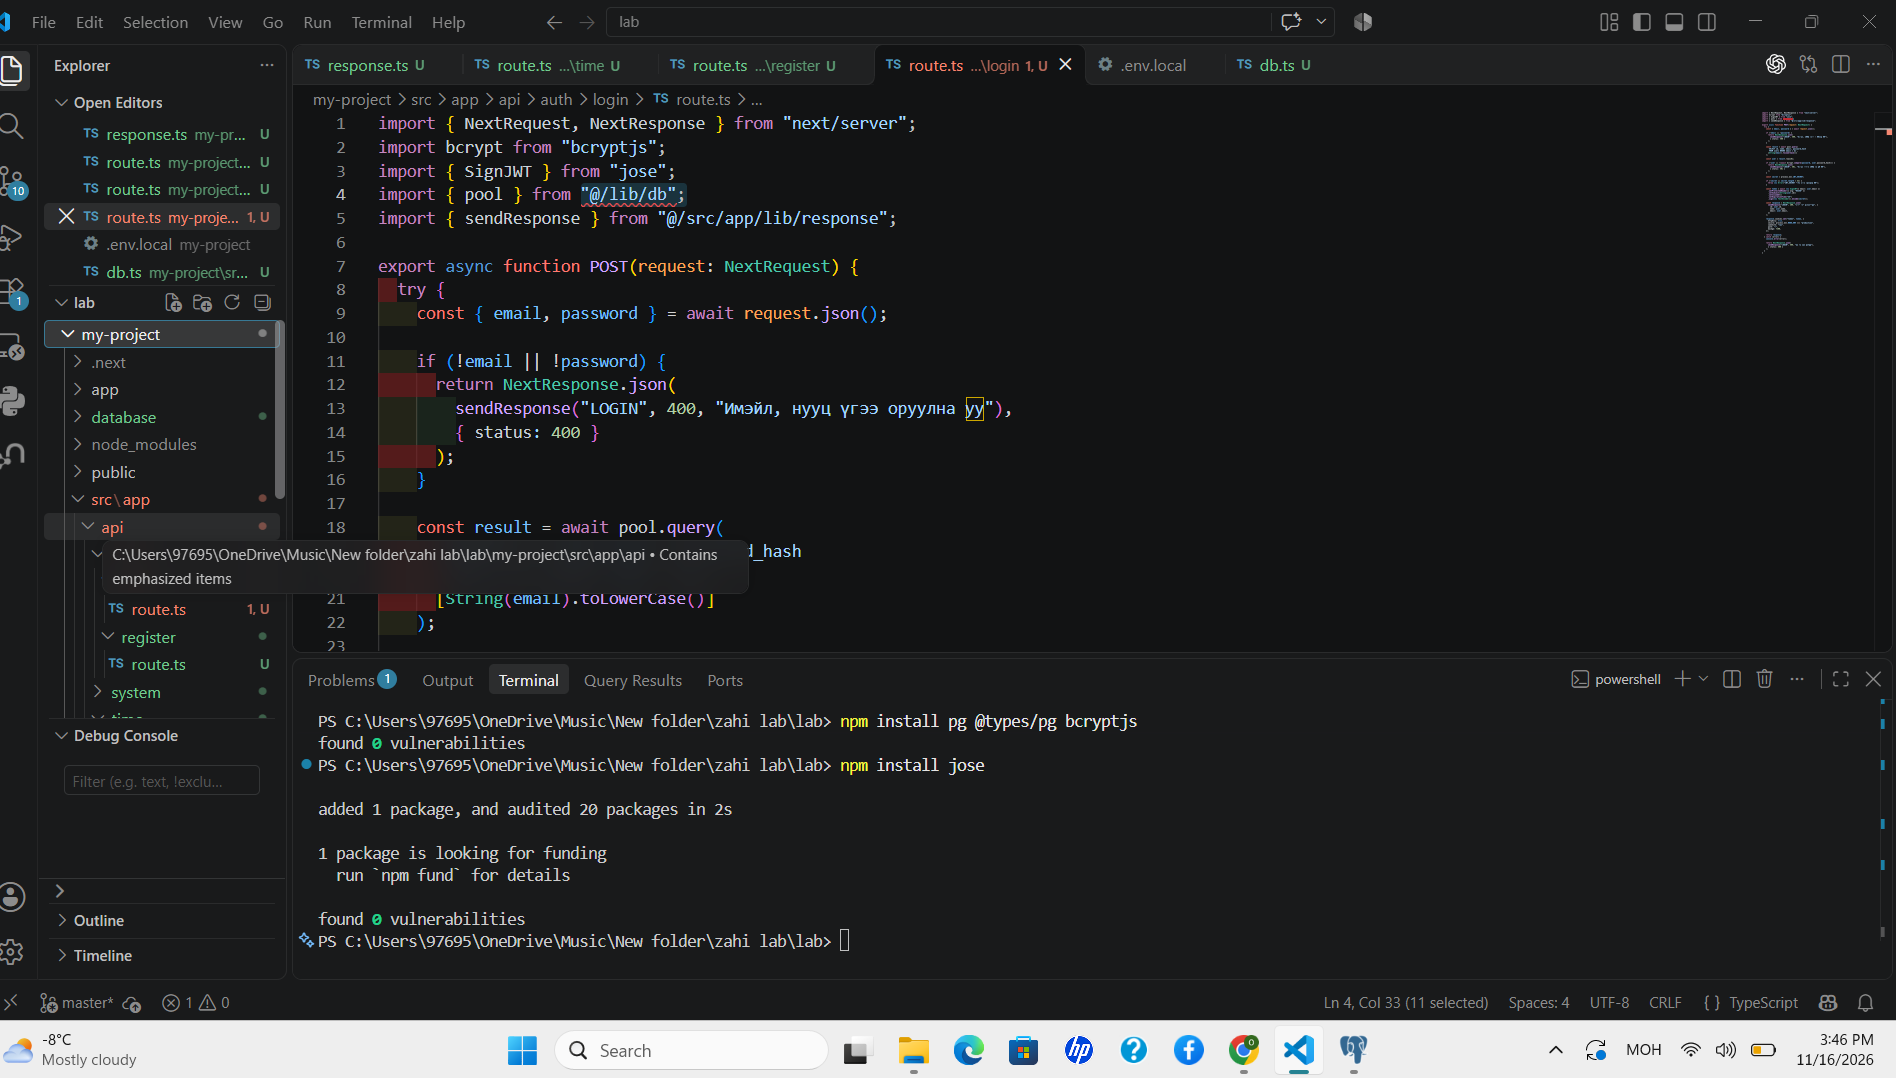 File Edit Selection View Go Run Terminal Help
lab
Explorer
Open Editors
TS response.ts my-pr... U
TS route.ts my-project... U
TS route.ts my-project... U
TS route.ts my-proje... 1, U
.env.local my-project
TS db.ts my-project\sr... U
lab
my-project
.next
app
database
node_modules
public
src\app
api
TS route.ts 1, U
register
TS route.ts U
system
time
Debug Console
Filter (e.g. text, !exclu...
Outline
Timeline
10
1
TS response.ts U
TS route.ts ...\time U
TS route.ts ...\register U
TS route.ts ...\login 1, U
.env.local
TS db.ts U
my-project > src > app > api > auth > login > TS route.ts > ...
1 import { NextRequest, NextResponse } from "next/server";
2 import bcrypt from "bcryptjs";
3 import { SignJWT } from "jose";
4 import { pool } from "@/lib/db";
5 import { sendResponse } from "@/src/app/lib/response";
6
7 export async function POST(request: NextRequest) {
8 try {
9 const { email, password } = await request.json();
10
11 if (!email || !password) {
12 return NextResponse.json(
13 sendResponse("LOGIN", 400, "Имэйл, нууц үгээ оруулна уу"),
14 { status: 400 }
15 );
16 }
17
18 const result = await pool.query(
d_hash
21 [String(email).toLowerCase()]
22 );
23
C:\Users\97695\OneDrive\Music\New folder\zahi lab\lab\my-project\src\app\api • Contains
emphasized items
Problems 1 Output Terminal Query Results Ports
powershell
PS C:\Users\97695\OneDrive\Music\New folder\zahi lab\lab> npm install pg @types/pg bcryptjs
found 0 vulnerabilities
PS C:\Users\97695\OneDrive\Music\New folder\zahi lab\lab> npm install jose
added 1 package, and audited 20 packages in 2s
1 package is looking for funding
run `npm fund` for details
found 0 vulnerabilities
PS C:\Users\97695\OneDrive\Music\New folder\zahi lab\lab>
master* 1 0
Ln 4, Col 33 (11 selected) Spaces: 4 UTF-8 CRLF { } TypeScript
-8°C
Mostly cloudy
Search
hp
MOH
3:46 PM
11/16/2026